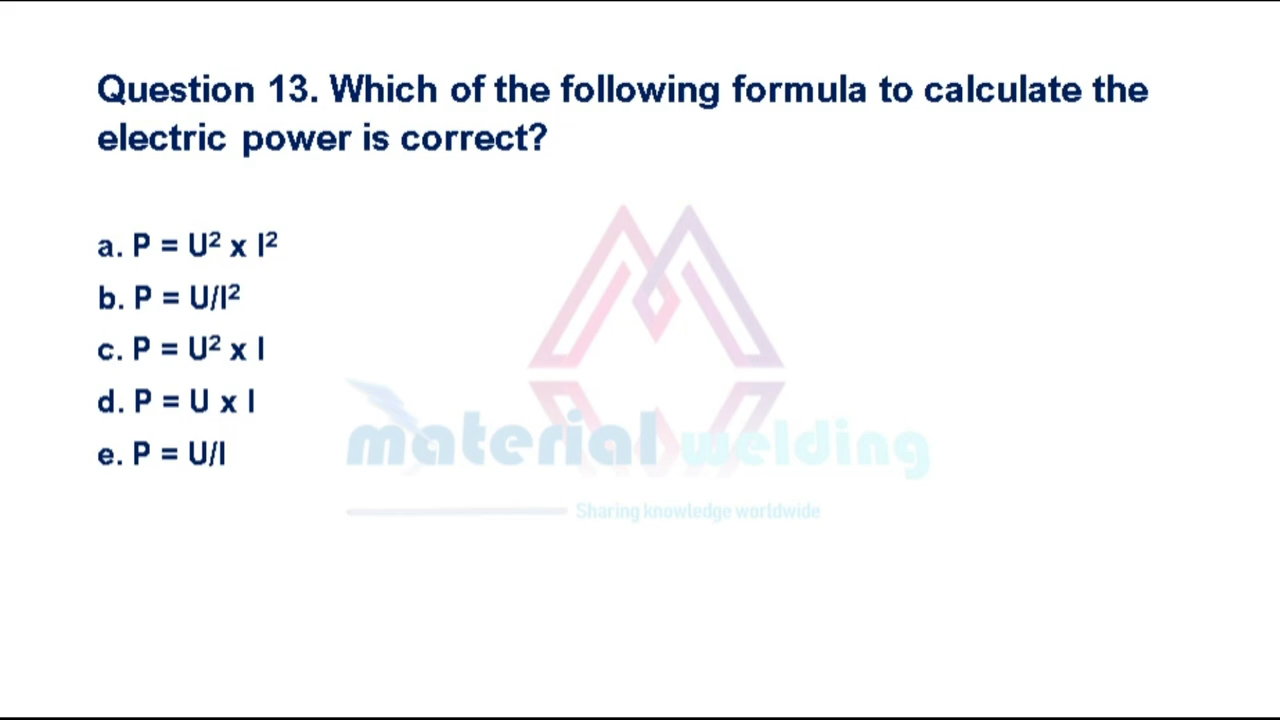 Question 13. Which of the following formula to calculate the
electric power is correct?
a. P = U² x I²
b. P = U/I²
c. P = U² x I
d. P = U x I
e. P = U/I
material welding
Sharing knowledge worldwide